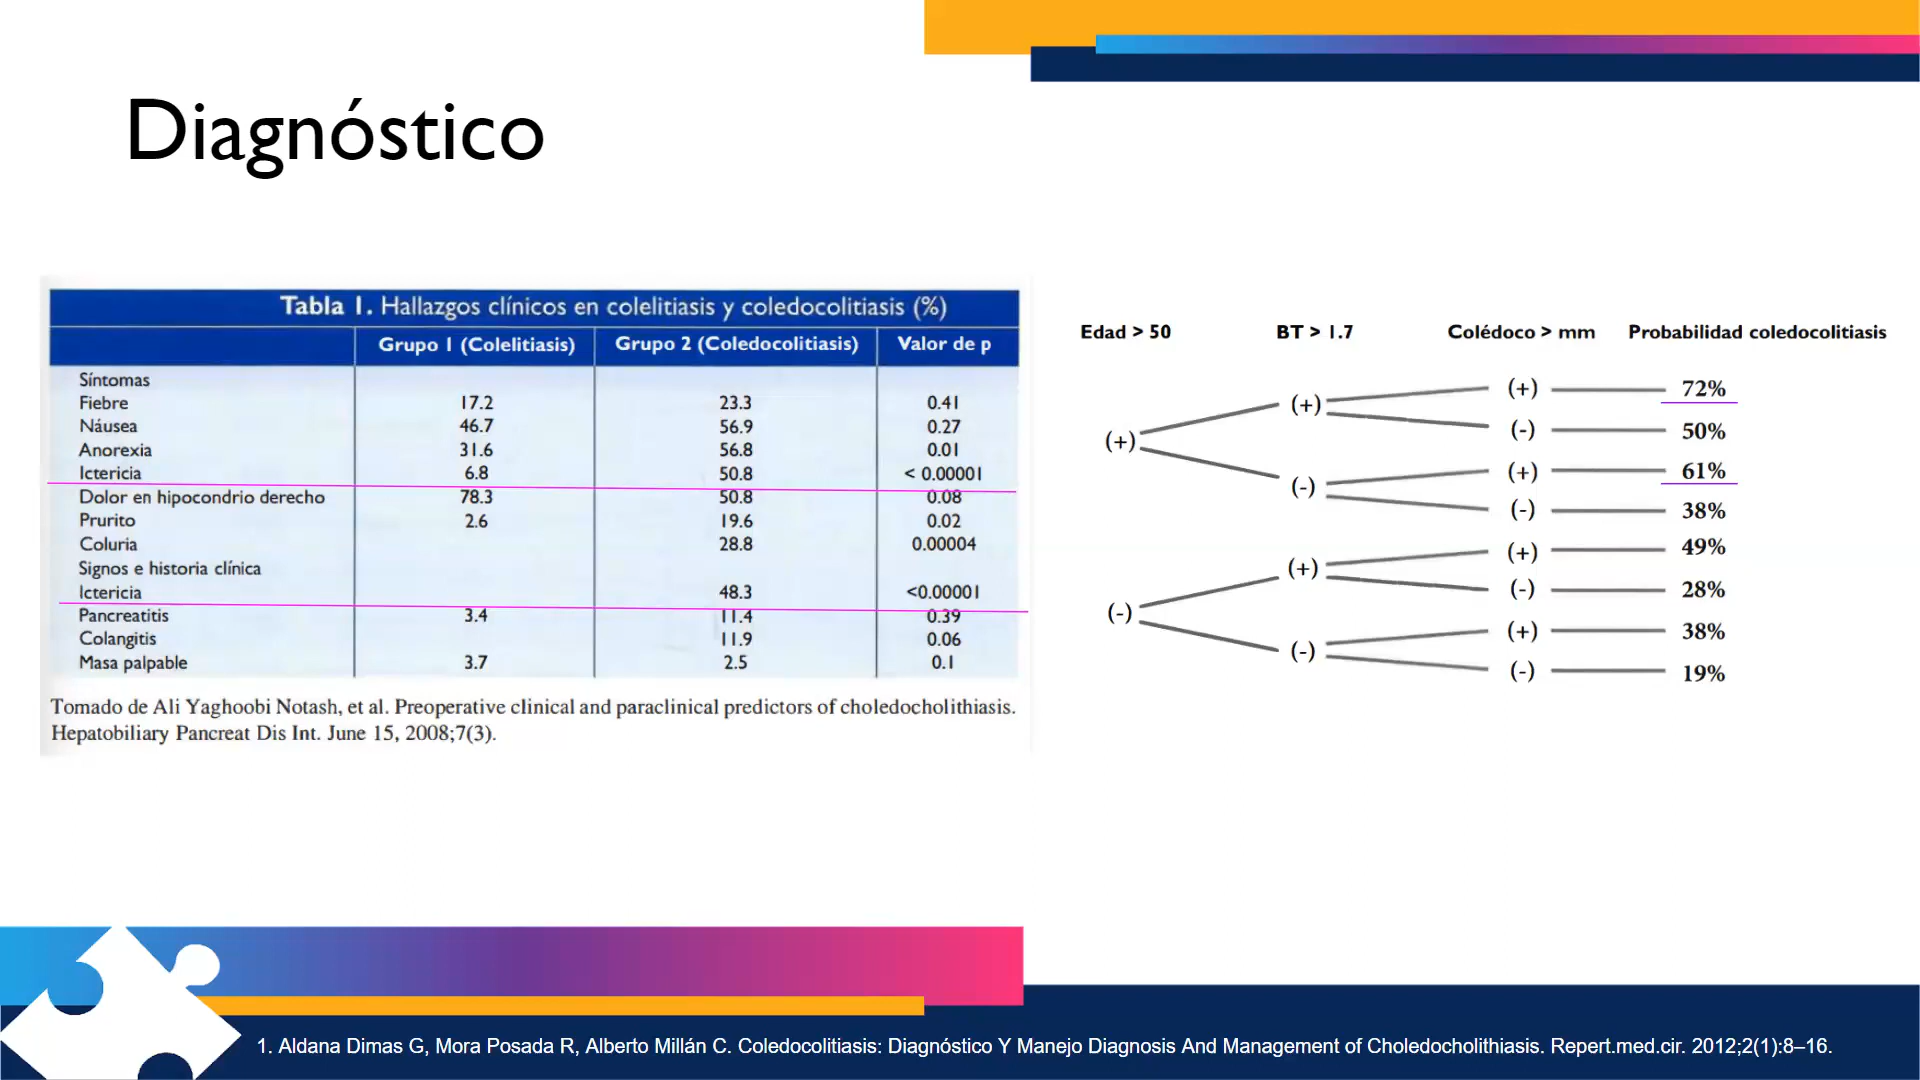 Diagnóstico
Tabla 1. Hallazgos clínicos en colelitiasis y coledocolitiasis (%)
Grupo 1 (Colelitiasis) Grupo 2 (Coledocolitiasis) Valor de p
Síntomas
Fiebre 17.2 23.3 0.41
Náusea 46.7 56.9 0.27
Anorexia 31.6 56.8 0.01
Ictericia 6.8 50.8 < 0.00001
Dolor en hipocondrio derecho 78.3 50.8 0.08
Prurito 2.6 19.6 0.02
Coluria 28.8 0.00004
Signos e historia clínica
Ictericia 48.3 <0.00001
Pancreatitis 3.4 11.4 0.39
Colangitis 11.9 0.06
Masa palpable 3.7 2.5 0.1
Tomado de Ali Yaghoobi Notash, et al. Preoperative clinical and paraclinical predictors of choledocholithiasis.
Hepatobiliary Pancreat Dis Int. June 15, 2008;7(3).
Edad > 50 BT > 1.7 Colédoco > mm Probabilidad coledocolitiasis
(+) 72%
(+)
(-) 50%
(+)
(+) 61%
(-)
(-) 38%
(+) 49%
(+)
(-) 28%
(-)
(+) 38%
(-)
(-) 19%
1. Aldana Dimas G, Mora Posada R, Alberto Millán C. Coledocolitiasis: Diagnóstico Y Manejo Diagnosis And Management of Choledocholithiasis. Repert.med.cir. 2012;2(1):8–16.